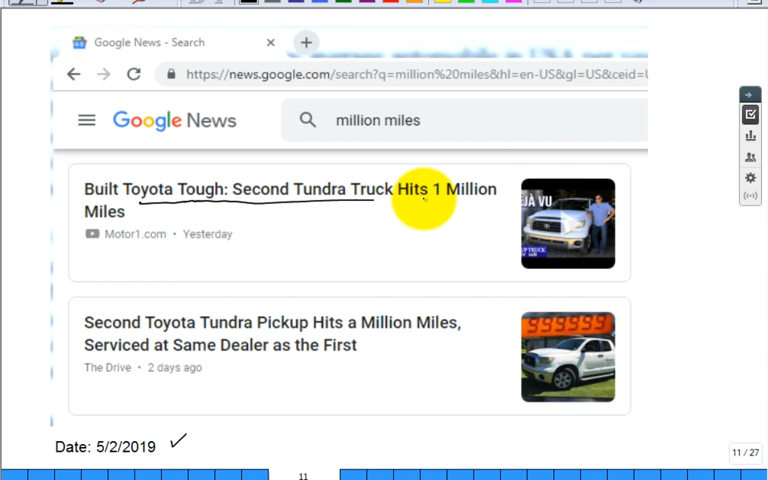 Google News - Search
https://news.google.com/search?q=million%20miles&hl=en-US&gl=US&ceid=U
Google News
million miles
Built Toyota Tough: Second Tundra Truck Hits 1 Million
Miles
Motor1.com • Yesterday
DEJA VU
Second Toyota Tundra Pickup Hits a Million Miles,
Serviced at Same Dealer as the First
The Drive • 2 days ago
999999
Date: 5/2/2019
11 / 27
11